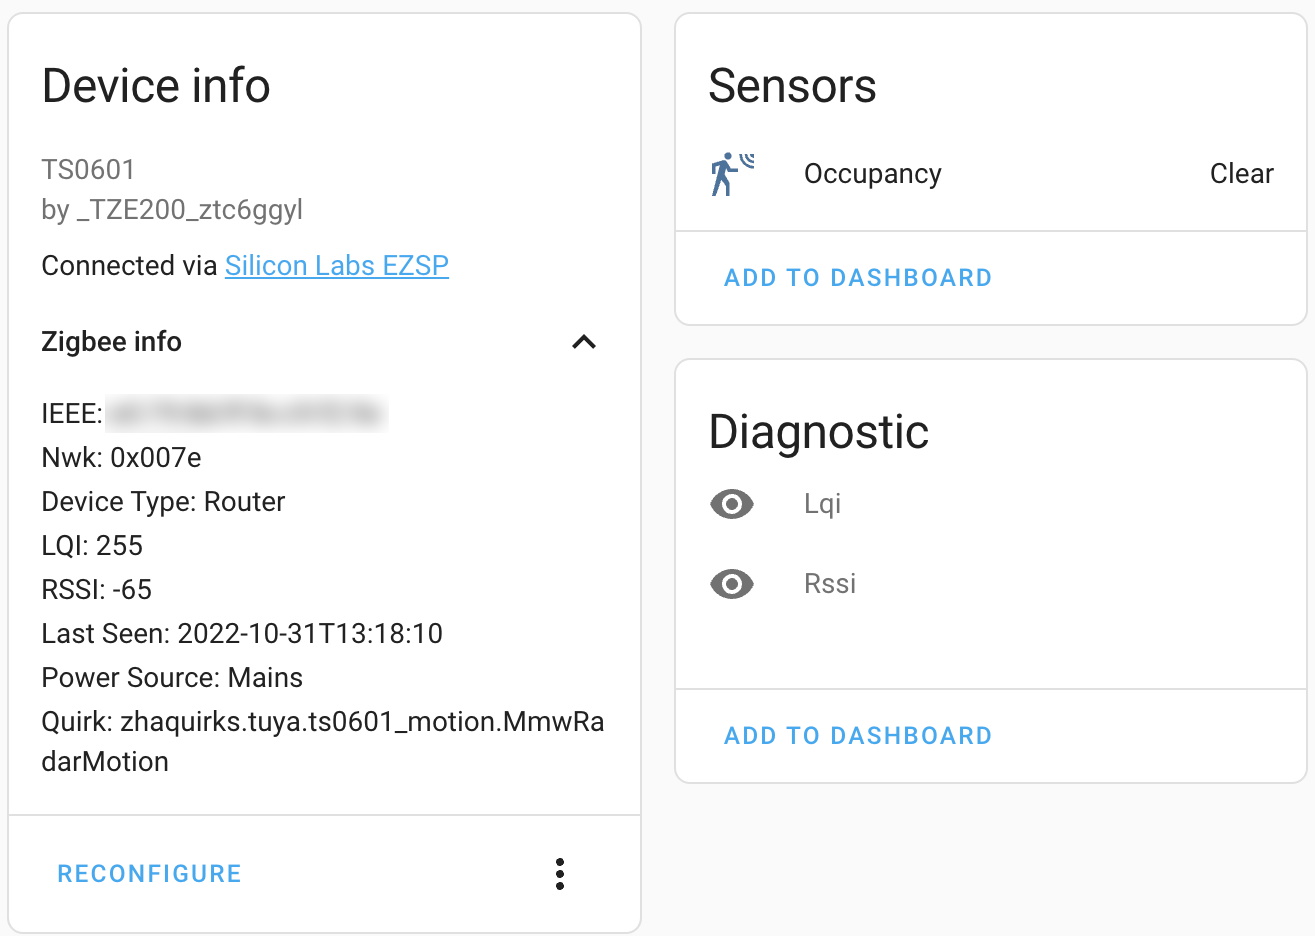 Device info
TS0601
by _TZE200_ztc6ggyl
Connected via Silicon Labs EZSP
Zigbee info
IEEE:
Nwk: 0x007e
Device Type: Router
LQI: 255
RSSI: -65
Last Seen: 2022-10-31T13:18:10
Power Source: Mains
Quirk: zhaquirks.tuya.ts0601_motion.MmwRa
darMotion
RECONFIGURE
Sensors
Occupancy Clear
ADD TO DASHBOARD
Diagnostic
Lqi
Rssi
ADD TO DASHBOARD